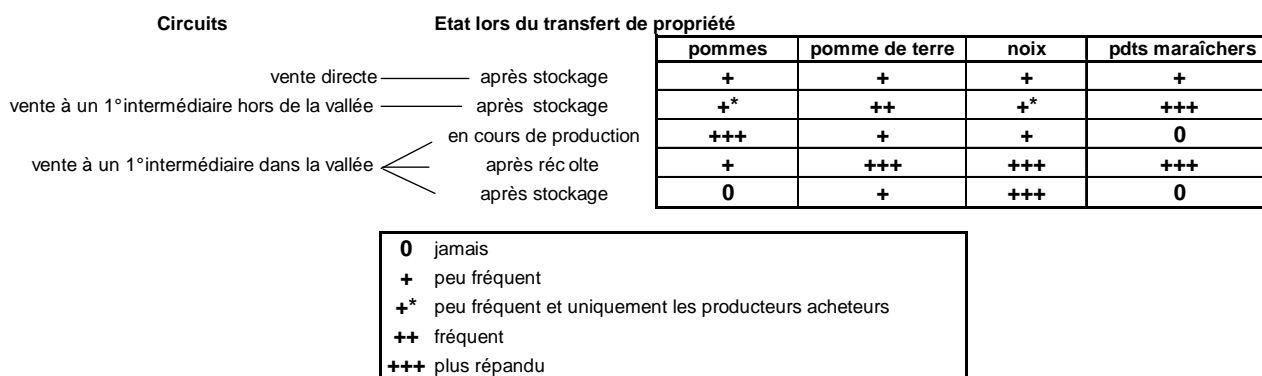 Circuits Etat lors du transfert de propriété
pommes pomme de terre noix pdts maraîchers
vente directe après stockage + + + +
vente à un 1°intermédiaire hors de la vallée après stockage +* ++ +* +++
en cours de production +++ + + 0
vente à un 1°intermédiaire dans la vallée après réc olte + +++ +++ +++
après stockage 0 + +++ 0
0 jamais
+ peu fréquent
+* peu fréquent et uniquement les producteurs acheteurs
++ fréquent
+++ plus répandu